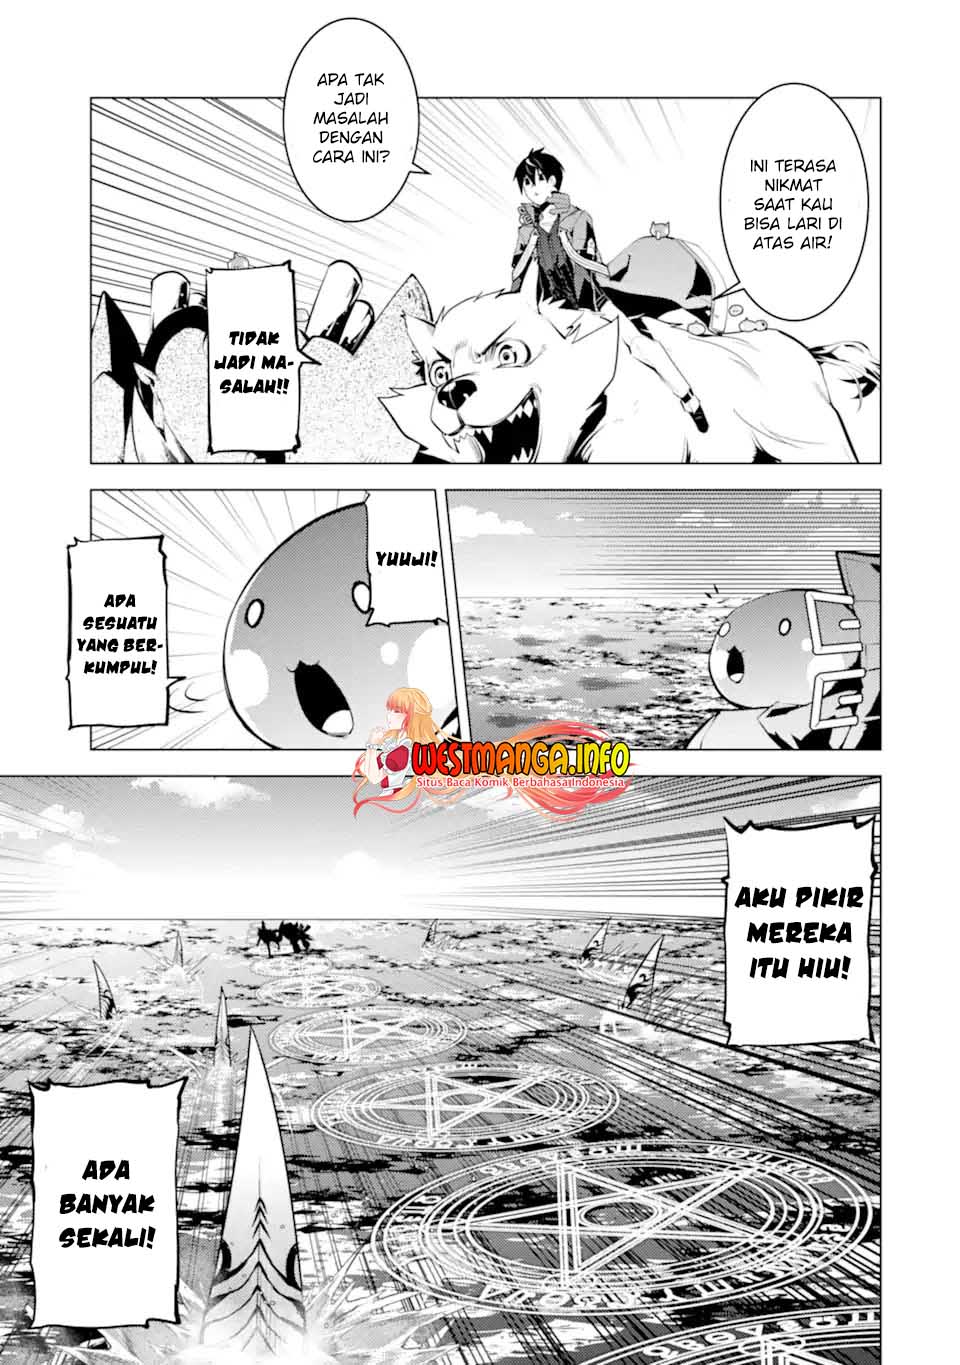 INI TERASA
NIKMAT
SAAT KAU
BISA LARI DI
ATAS AIR!
APA TAK
JADI
MASALAH
DENGAN
CARA INI?
TIDAK
JADI MA-
SALAH!!
YUUJI!
ADA
SESUATU
YANG BER-
KUMPUL!
WESTMANGA.INFO
Situs Baca Komik Berbahasa Indonesia
AKU PIKIR
MEREKA
ITU HIU!
ADA
BANYAK
SEKALI!